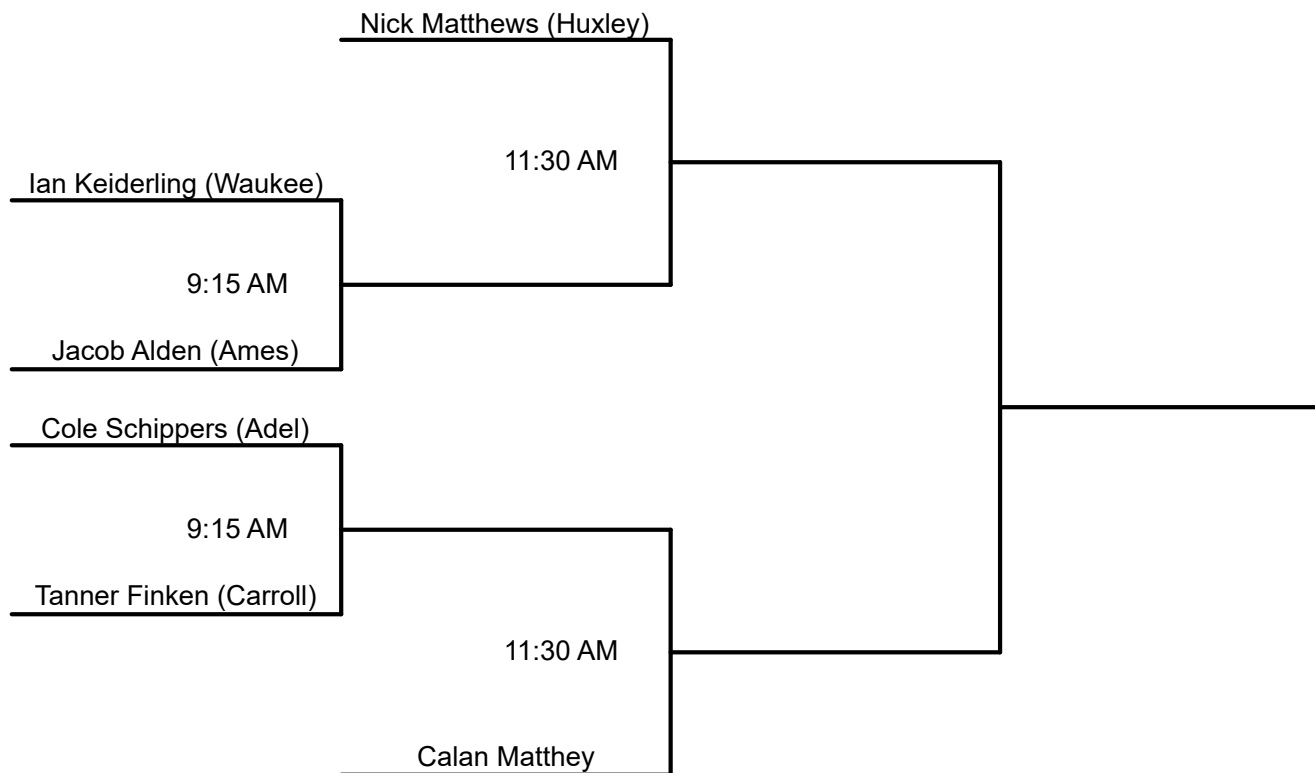 Nick Matthews (Huxley)
11:30 AM
Ian Keiderling (Waukee)
9:15 AM
Jacob Alden (Ames)
Cole Schippers (Adel)
9:15 AM
Tanner Finken (Carroll)
11:30 AM
Calan Matthey